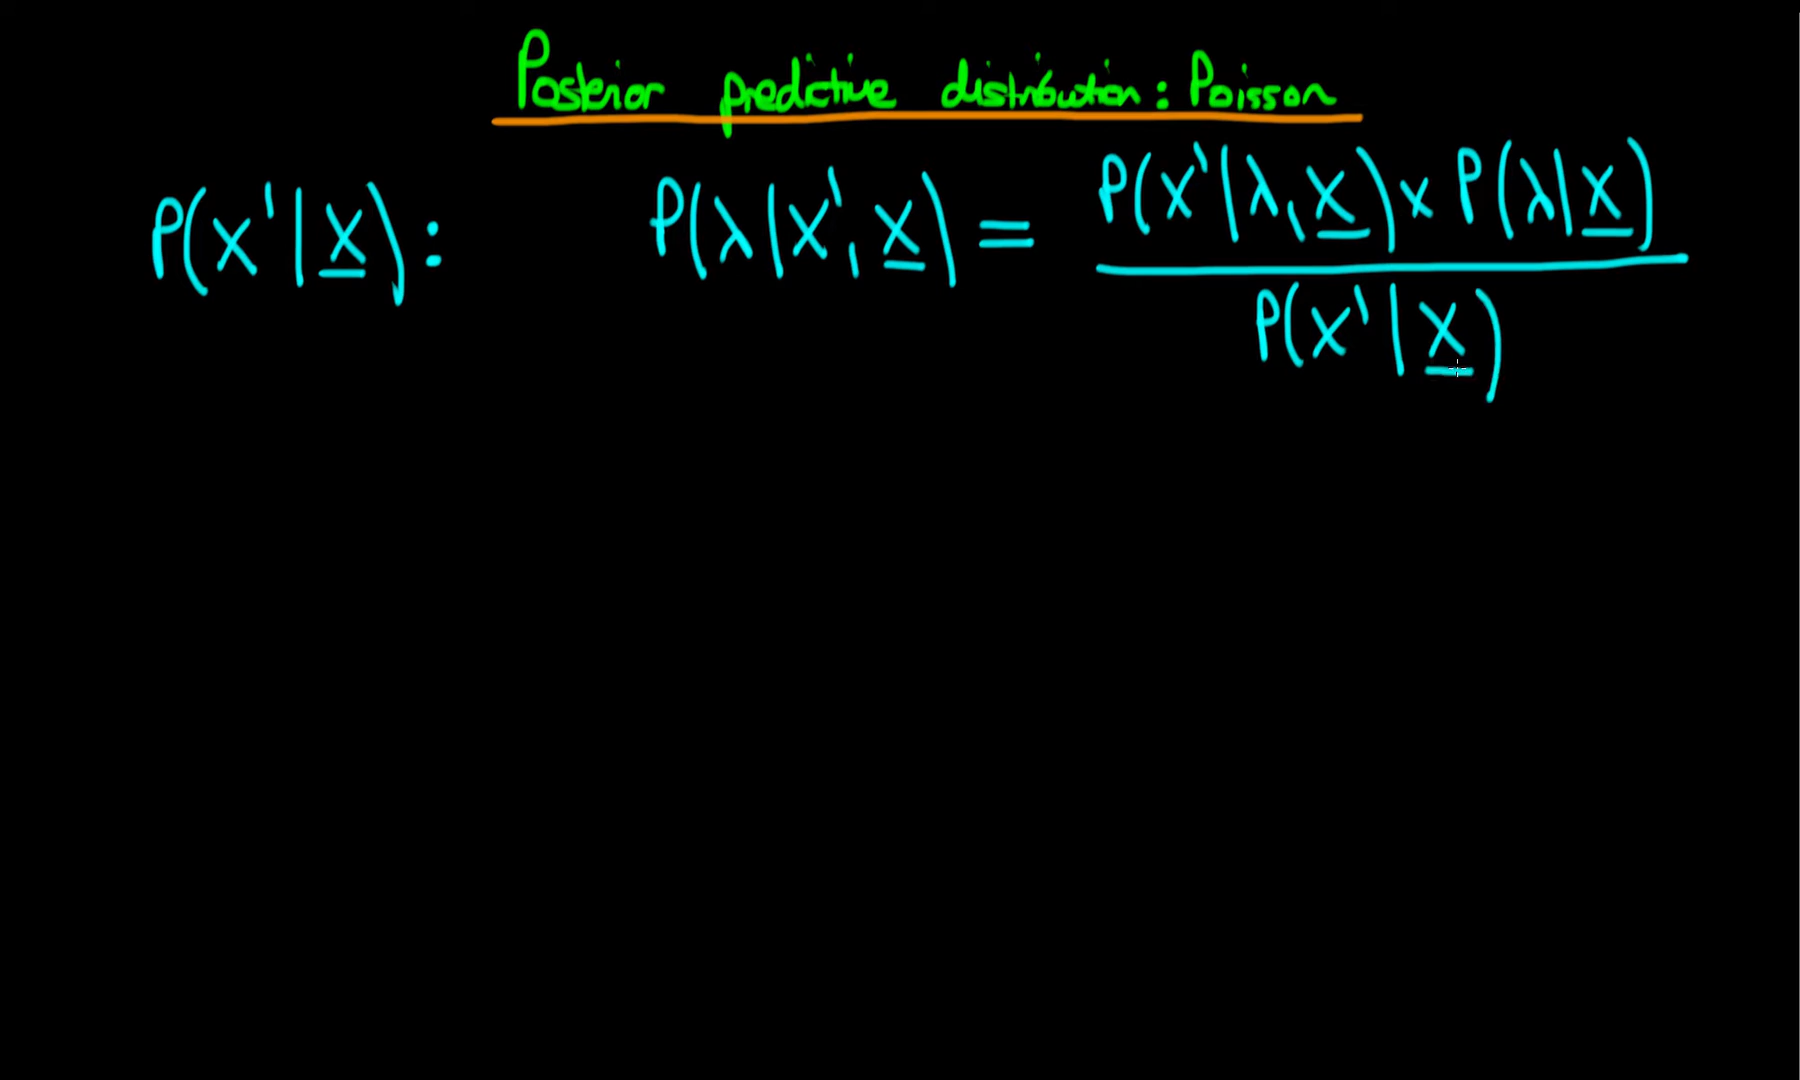 Posterior predictive distribution: Poisson
P(x'|x): P(λ|x', x) = P(x'|λ, x) × P(λ|x)
P(x'|x)